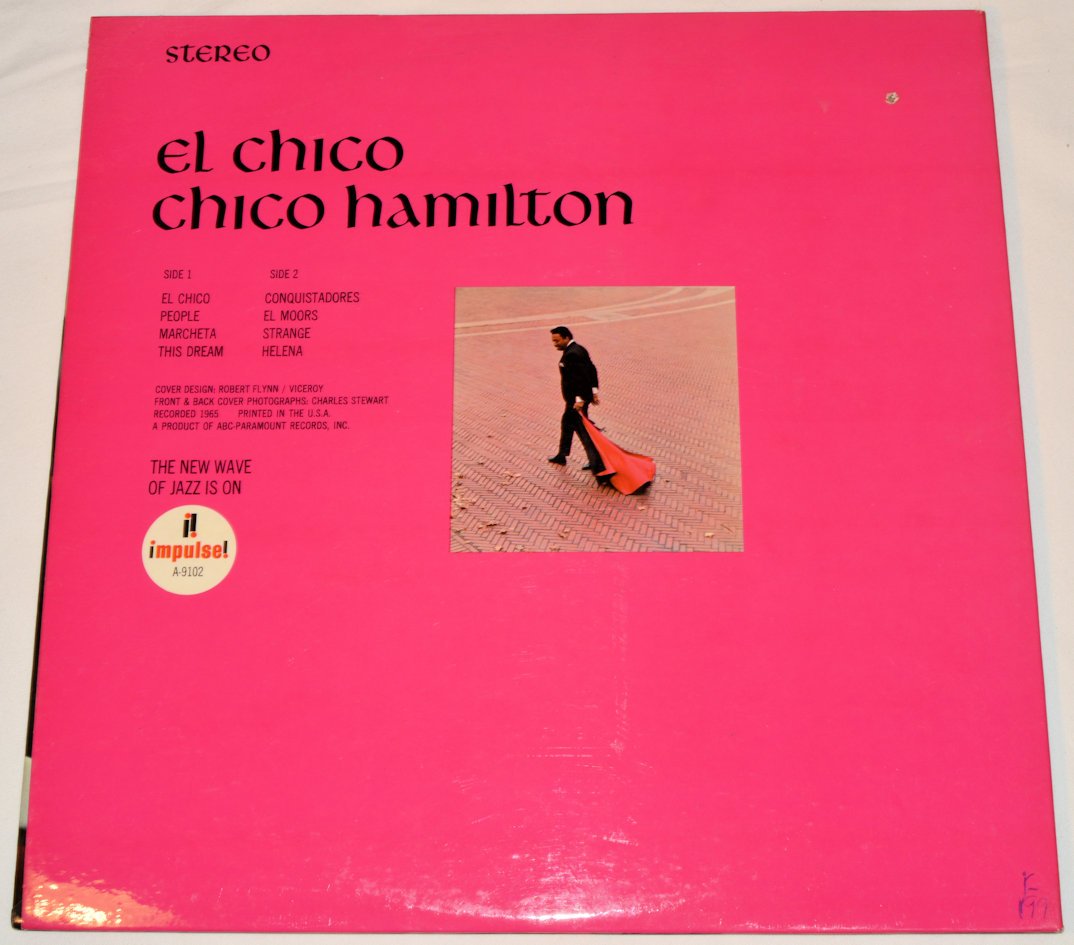 STEREO
el chico
chico hamilton
SIDE 1
EL CHICO
PEOPLE
MARCHETA
THIS DREAM
SIDE 2
CONQUISTADORES
EL MOORS
STRANGE
HELENA
COVER DESIGN: ROBERT FLYNN / VICEROY
FRONT & BACK COVER PHOTOGRAPHS: CHARLES STEWART
RECORDED 1965 PRINTED IN THE U.S.A.
A PRODUCT OF ABC-PARAMOUNT RECORDS, INC.
THE NEW WAVE
OF JAZZ IS ON
i!
impulse!
A-9102